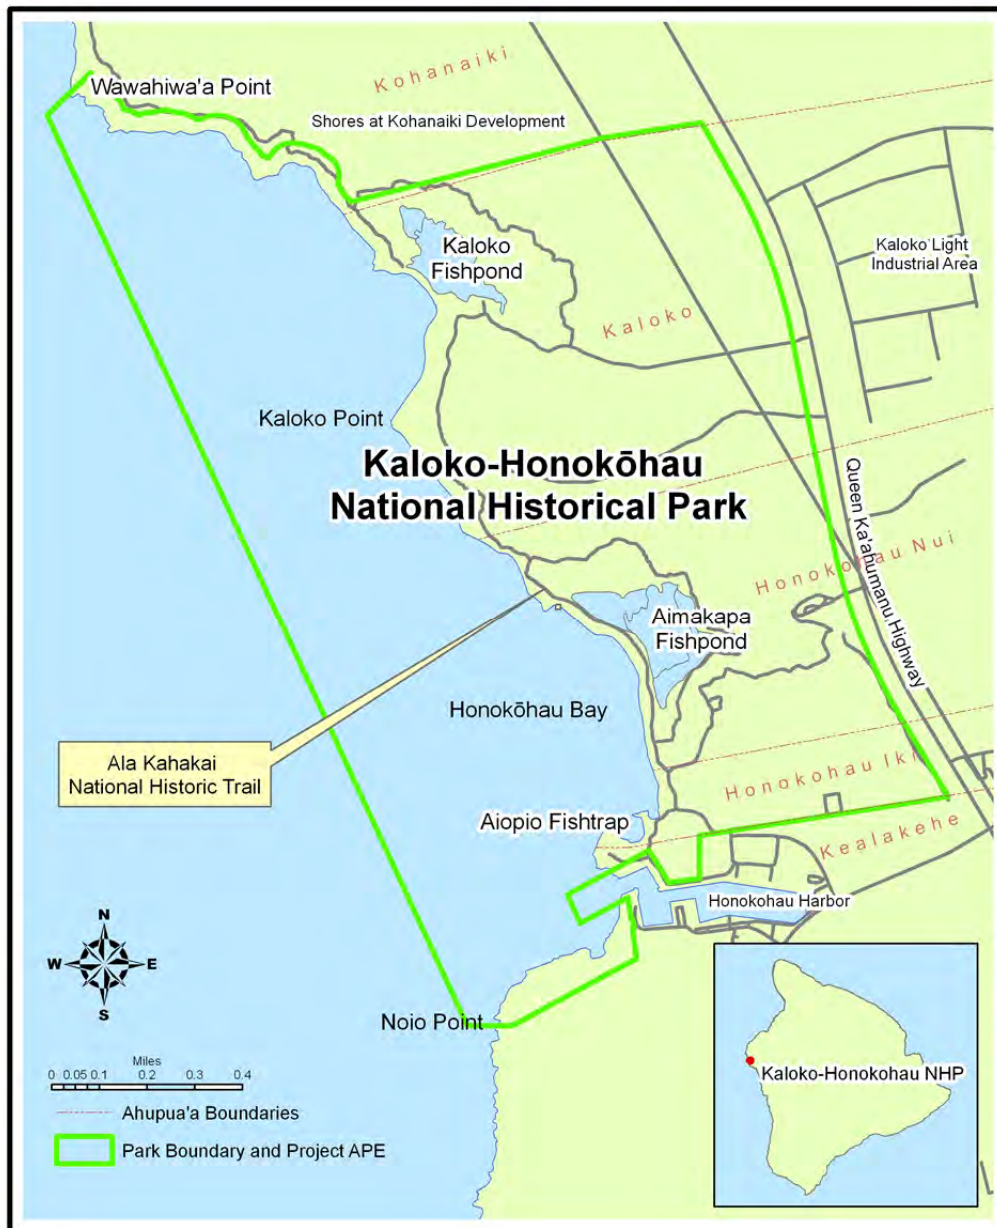 Kohanaiki
Wawahiwa'a Point
Shores at Kohanaiki Development
Kaloko
Fishpond
Kaloko Light
Industrial Area
Kaloko
Kaloko Point
Kaloko-Honokōhau
National Historical Park
Queen Ka'ahumanu Highway
Honokohau Nui
Aimakapa
Fishpond
Honokōhau Bay
Ala Kahakai
National Historic Trail
Honokohau Iki
Aiopio Fishtrap
Kealakehe
Honokohau Harbor
N
W
E
S
Noio Point
Kaloko-Honokohau NHP
Miles
0 0.05 0.1 0.2 0.3 0.4
Ahupua'a Boundaries
Park Boundary and Project APE